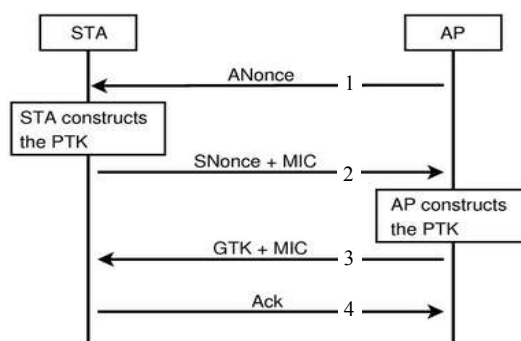 STA
AP
ANonce 1
STA constructs
the PTK
SNonce + MIC 2
AP constructs
the PTK
GTK + MIC 3
Ack 4